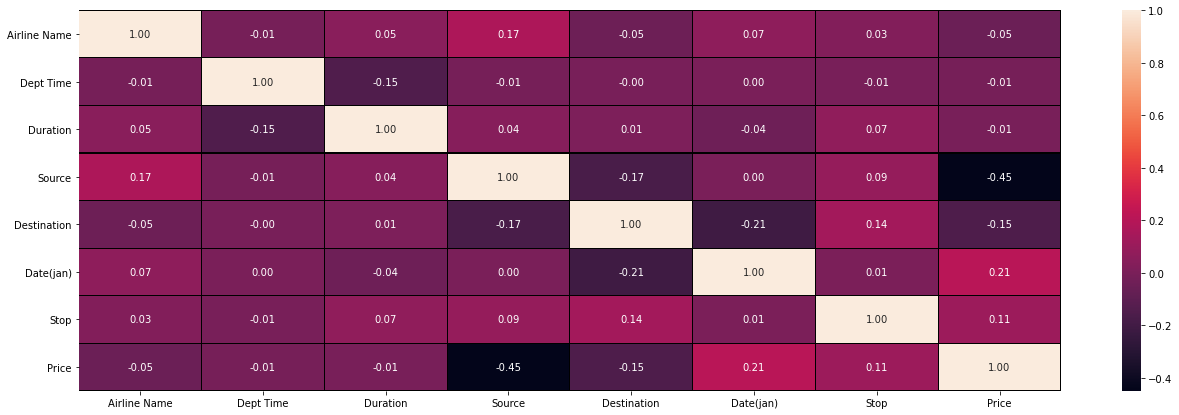 Airline Name 1.00 -0.01 0.05 0.17 -0.05 0.07 0.03 -0.05
Dept Time -0.01 1.00 -0.15 -0.01 -0.00 0.00 -0.01 -0.01
Duration 0.05 -0.15 1.00 0.04 0.01 -0.04 0.07 -0.01
Source 0.17 -0.01 0.04 1.00 -0.17 0.00 0.09 -0.45
Destination -0.05 -0.00 0.01 -0.17 1.00 -0.21 0.14 -0.15
Date(jan) 0.07 0.00 -0.04 0.00 -0.21 1.00 0.01 0.21
Stop 0.03 -0.01 0.07 0.09 0.14 0.01 1.00 0.11
Price -0.05 -0.01 -0.01 -0.45 -0.15 0.21 0.11 1.00
Airline Name Dept Time Duration Source Destination Date(jan) Stop Price
1.0
0.8
0.6
0.4
0.2
0.0
−0.2
−0.4